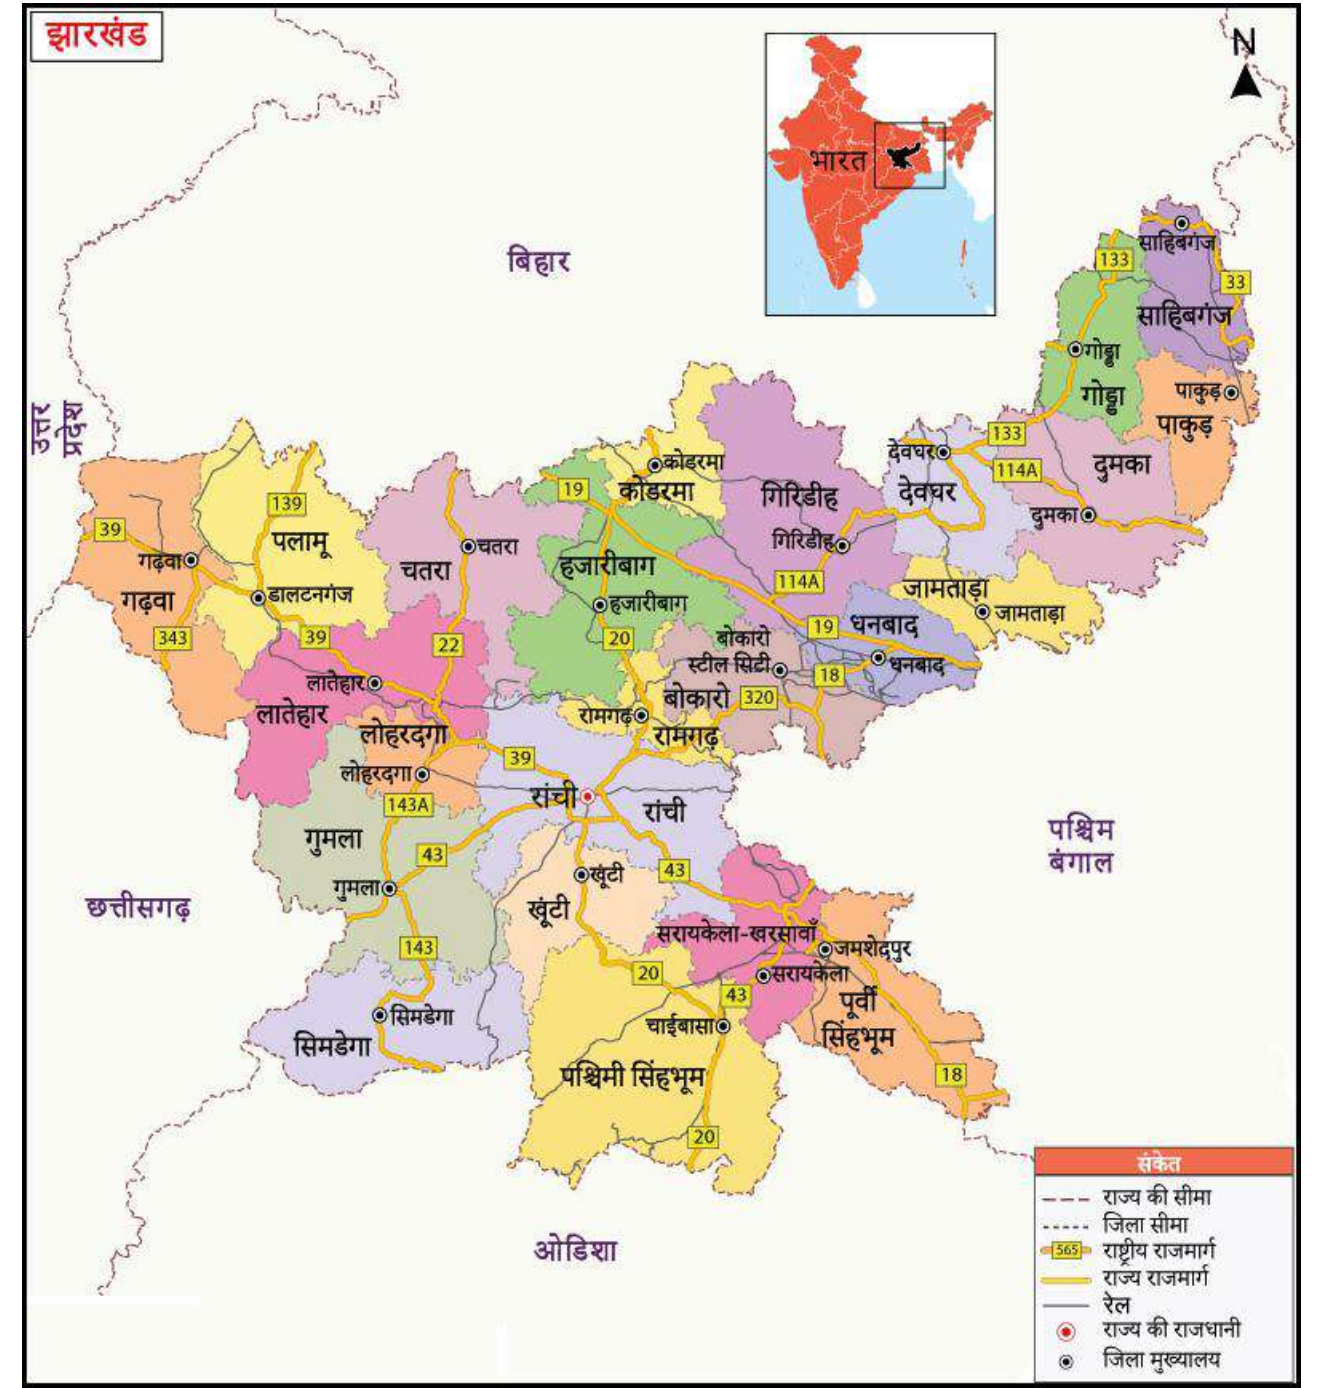 झारखंड
N
भारत
बिहार
साहिबगंज
133
33
साहिबगंज
गोड्डा
गोड्डा
पाकुड़
पाकुड़
उत्तर
प्रदेश
133
देवघर
114A
दुमका
कोडरमा
कोडरमा
19
गिरिडीह
देवघर
139
39
दुमका
पलामू
गिरिडीह
चतरा
गढ़वा
चतरा
हजारीबाग
114A
जामताड़ा
डालटनगंज
गढ़वा
हजारीबाग
जामताड़ा
343
39
22
20
बोकारो
स्टील सिटी
19
धनबाद
धनबाद
लातेहार
18
बोकारो
320
लातेहार
रामगढ़
रामगढ़
लोहरदगा
39
लोहरदगा
रांची
रांची
143A
पश्चिम
बंगाल
गुमला
43
43
गुमला
खूंटी
खूंटी
छत्तीसगढ़
सरायकेला-खरसावाँ
143
जमशेदपुर
20
सरायकेला
43
पूर्वी
सिंहभूम
सिमडेगा
चाईबासा
सिमडेगा
पश्चिमी सिंहभूम
18
20
ओडिशा
संकेत
राज्य की सीमा
जिला सीमा
565 राष्ट्रीय राजमार्ग
राज्य राजमार्ग
रेल
राज्य की राजधानी
जिला मुख्यालय